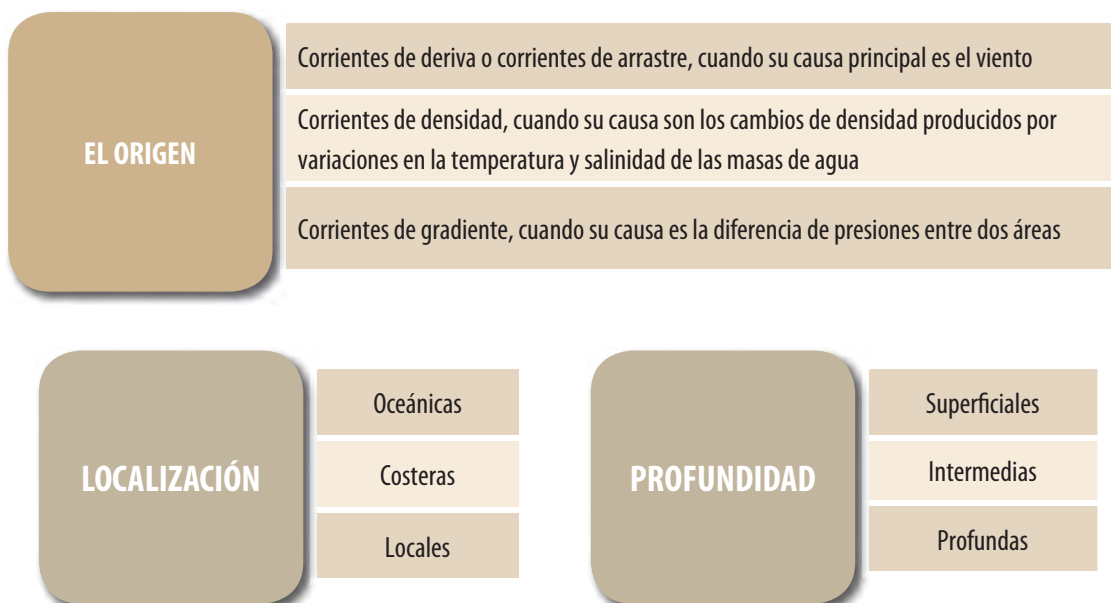 EL ORIGEN
Corrientes de deriva o corrientes de arrastre, cuando su causa principal es el viento
Corrientes de densidad, cuando su causa son los cambios de densidad producidos por
variaciones en la temperatura y salinidad de las masas de agua
Corrientes de gradiente, cuando su causa es la diferencia de presiones entre dos áreas
LOCALIZACIÓN
Oceánicas
Costeras
Locales
PROFUNDIDAD
Superficiales
Intermedias
Profundas